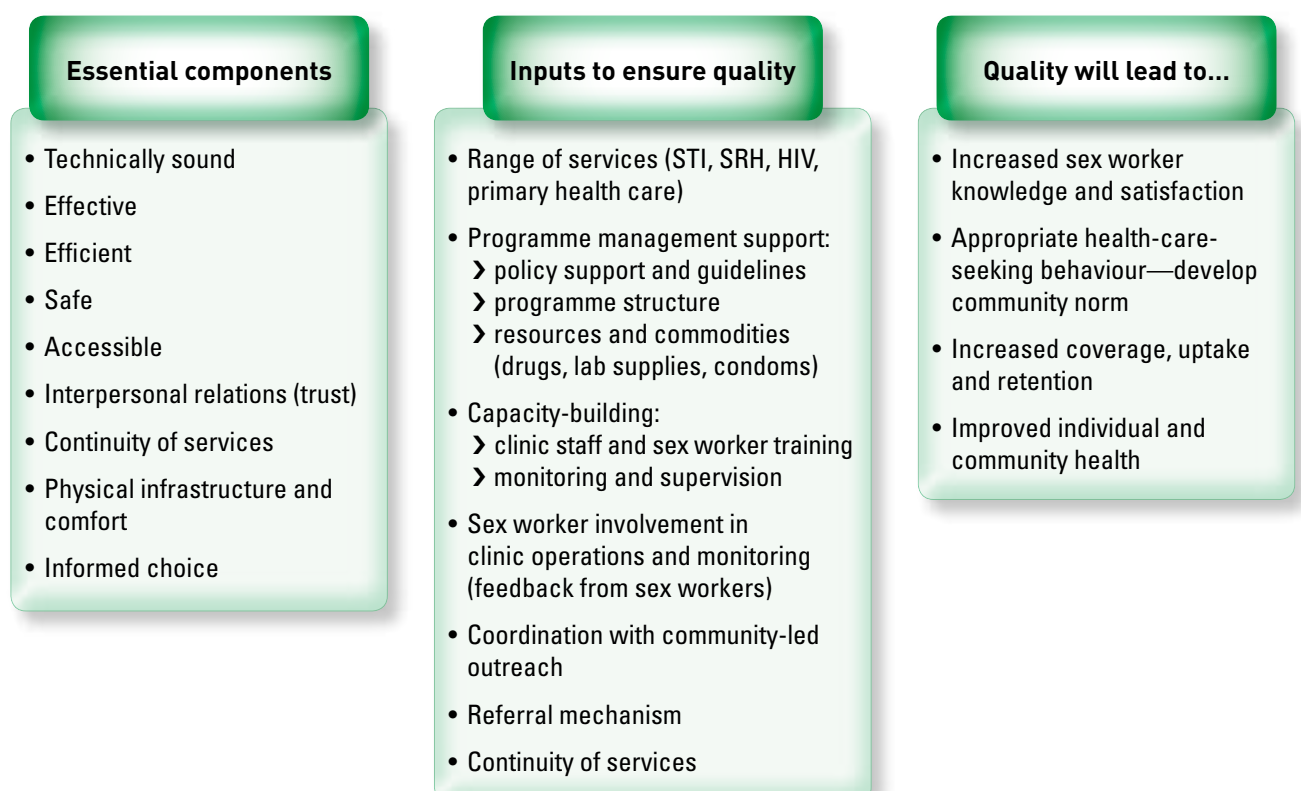 Essential components
• Technically sound
• Effective
• Efficient
• Safe
• Accessible
• Interpersonal relations (trust)
• Continuity of services
• Physical infrastructure and
comfort
• Informed choice
Inputs to ensure quality
• Range of services (STI, SRH, HIV,
primary health care)
• Programme management support:
❯ policy support and guidelines
❯ programme structure
❯ resources and commodities
(drugs, lab supplies, condoms)
• Capacity-building:
❯ clinic staff and sex worker training
❯ monitoring and supervision
• Sex worker involvement in
clinic operations and monitoring
(feedback from sex workers)
• Coordination with community-led
outreach
• Referral mechanism
• Continuity of services
Quality will lead to...
• Increased sex worker
knowledge and satisfaction
• Appropriate health-care-
seeking behaviour—develop
community norm
• Increased coverage, uptake
and retention
• Improved individual and
community health